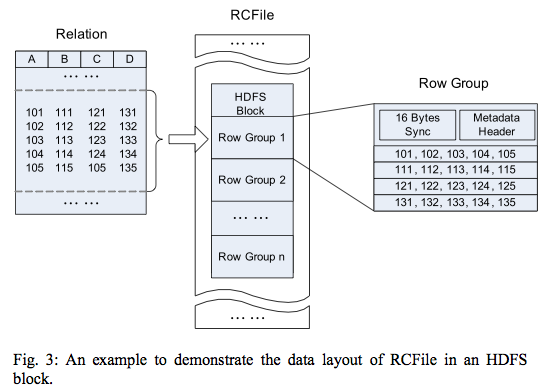 Relation
A B C D
... ...
101 111 121 131
102 112 122 132
103 113 123 133
104 114 124 134
105 115 105 135
... ...
RCFile
... ...
HDFS
Block
Row Group 1
Row Group 2
... ...
Row Group n
... ...
Row Group
16 Bytes
Sync
Metadata
Header
101 , 102, 103, 104, 105
111, 112, 113, 114, 115
121, 122, 123, 124, 125
131, 132, 133, 134, 135
Fig. 3: An example to demonstrate the data layout of RCFile in an HDFS
block.